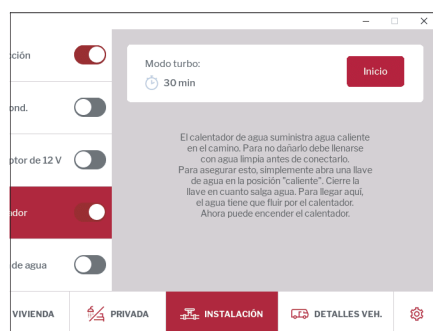 ción
Modo turbo:
30 min
Inicio
ond.
El calentador de agua suministra agua caliente
en el camino. Para no dañarlo debe llenarse
con agua limpia antes de conectarlo.
Para asegurar esto, simplemente abra una llave
de agua en la posición "caliente". Cierre la
llave en cuanto salga agua. Para llegar aquí,
el agua tiene que fluir por el calentador.
Ahora puede encender el calentador.
ptor de 12 V
dor
de agua
VIVIENDA
PRIVADA
INSTALACIÓN
DETALLES VEH.